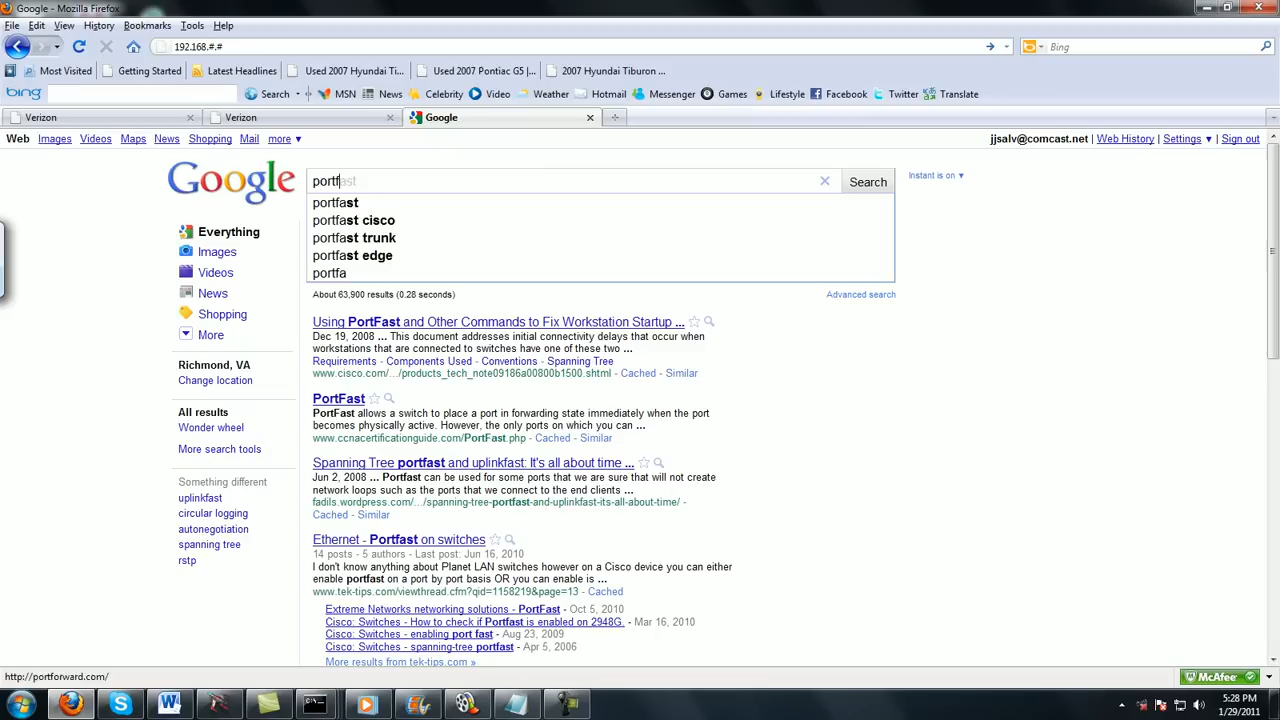 Google - Mozilla Firefox
File Edit View History Bookmarks Tools Help
192.168.#.#
Bing
Most Visited Getting Started Latest Headlines Used 2007 Hyundai Ti... Used 2007 Pontiac G5 |... 2007 Hyundai Tiburon ...
bing Search MSN News Celebrity Video Weather Hotmail Messenger Games Lifestyle Facebook Twitter Translate
Verizon Verizon Google
Web Images Videos Maps News Shopping Mail more ▼ jjsalv@comcast.net | Web History | Settings ▼ | Sign out
Google portfast Search Instant is on ▼
portfast
portfast cisco
portfast trunk
portfast edge
portfa
About 63,900 results (0.28 seconds) Advanced search
Everything
Images
Videos
News
Shopping
More
Richmond, VA
Change location
All results
Wonder wheel
More search tools
Something different
uplinkfast
circular logging
autonegotiation
spanning tree
rstp
Using PortFast and Other Commands to Fix Workstation Startup ...
Dec 19, 2008 ... This document addresses initial connectivity delays that occur when
workstations that are connected to switches have one of these two ...
Requirements - Components Used - Conventions - Spanning Tree
www.cisco.com/.../products_tech_note09186a00800b1500.shtml - Cached - Similar
PortFast
PortFast allows a switch to place a port in forwarding state immediately when the port
becomes physically active. However, the only ports on which you can ...
www.ccnacertificationguide.com/PortFast.php - Cached - Similar
Spanning Tree portfast and uplinkfast: It's all about time ...
Jun 2, 2008 ... Portfast can be used for some ports that we are sure that will not create
network loops such as the ports that we connect to the end clients ...
fadils.wordpress.com/.../spanning-tree-portfast-and-uplinkfast-its-all-about-time/ -
Cached - Similar
Ethernet - Portfast on switches
14 posts - 5 authors - Last post: Jun 16, 2010
I don't know anything about Planet LAN switches however on a Cisco device you can either
enable portfast on a port by port basis OR you can enable is ...
www.tek-tips.com/viewthread.cfm?qid=1158219&page=13 - Cached
Extreme Networks networking solutions - PortFast - Oct 5, 2010
Cisco: Switches - How to check if Portfast is enabled on 2948G. - Mar 16, 2010
Cisco: Switches - enabling port fast - Aug 23, 2009
Cisco: Switches - spanning-tree portfast - Apr 5, 2006
More results from tek-tips.com »
http://portforward.com/ McAfee
5:28 PM
1/29/2011